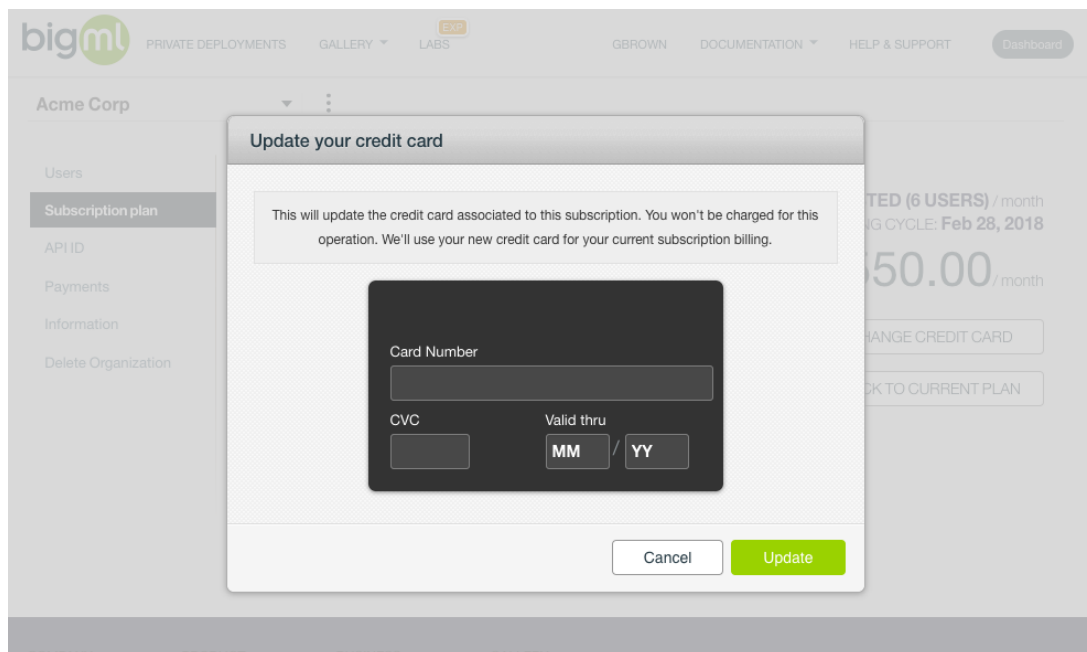 bigml PRIVATE DEPLOYMENTS GALLERY LABS EXP GBROWN DOCUMENTATION HELP & SUPPORT Dashboard
Acme Corp
Update your credit card
Users
Subscription plan
API ID
Payments
Information
Delete Organization
This will update the credit card associated to this subscription. You won't be charged for this
operation. We'll use your new credit card for your current subscription billing.
(6 USERS) / month
CYCLE: Feb 28, 2018
50.00 / month
CREDIT CARD
TO CURRENT PLAN
Card Number
CVC Valid thru
MM / YY
Cancel Update